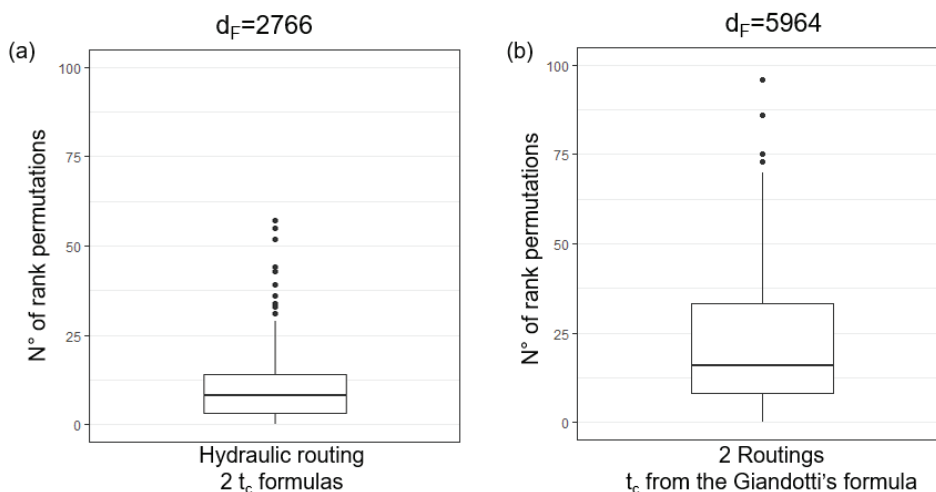 d_F=2766
(a)
100
75
50
25
0
N° of rank permutations
Hydraulic routing
2 t_c formulas
d_F=5964
(b)
100
75
50
25
0
N° of rank permutations
2 Routings
t_c from the Giandotti’s formula